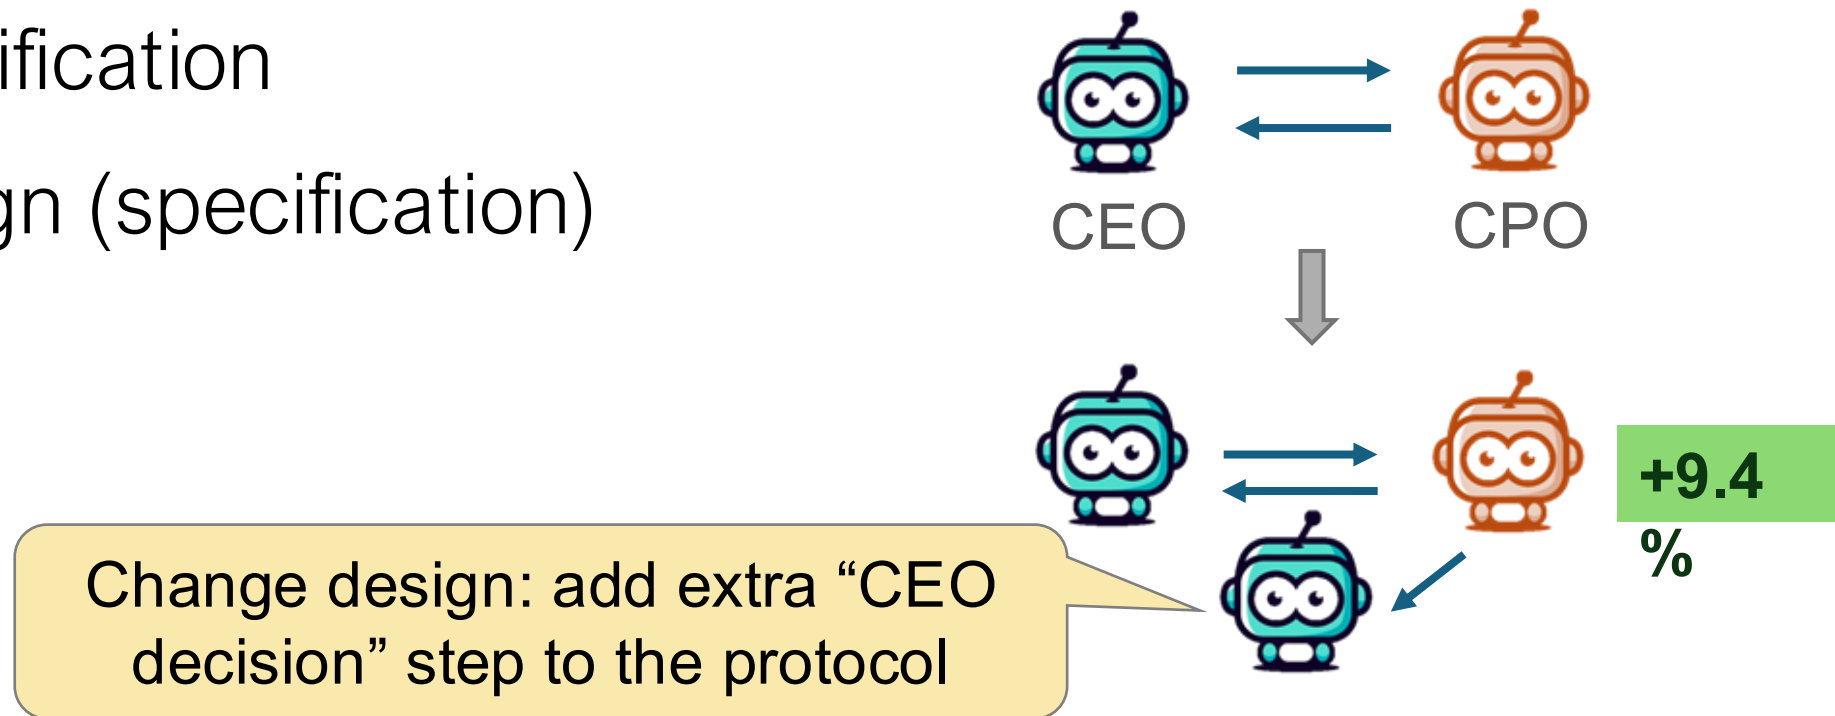 ification
gn (specification)
CEO
CPO
+9.4
%
Change design: add extra “CEO
decision” step to the protocol